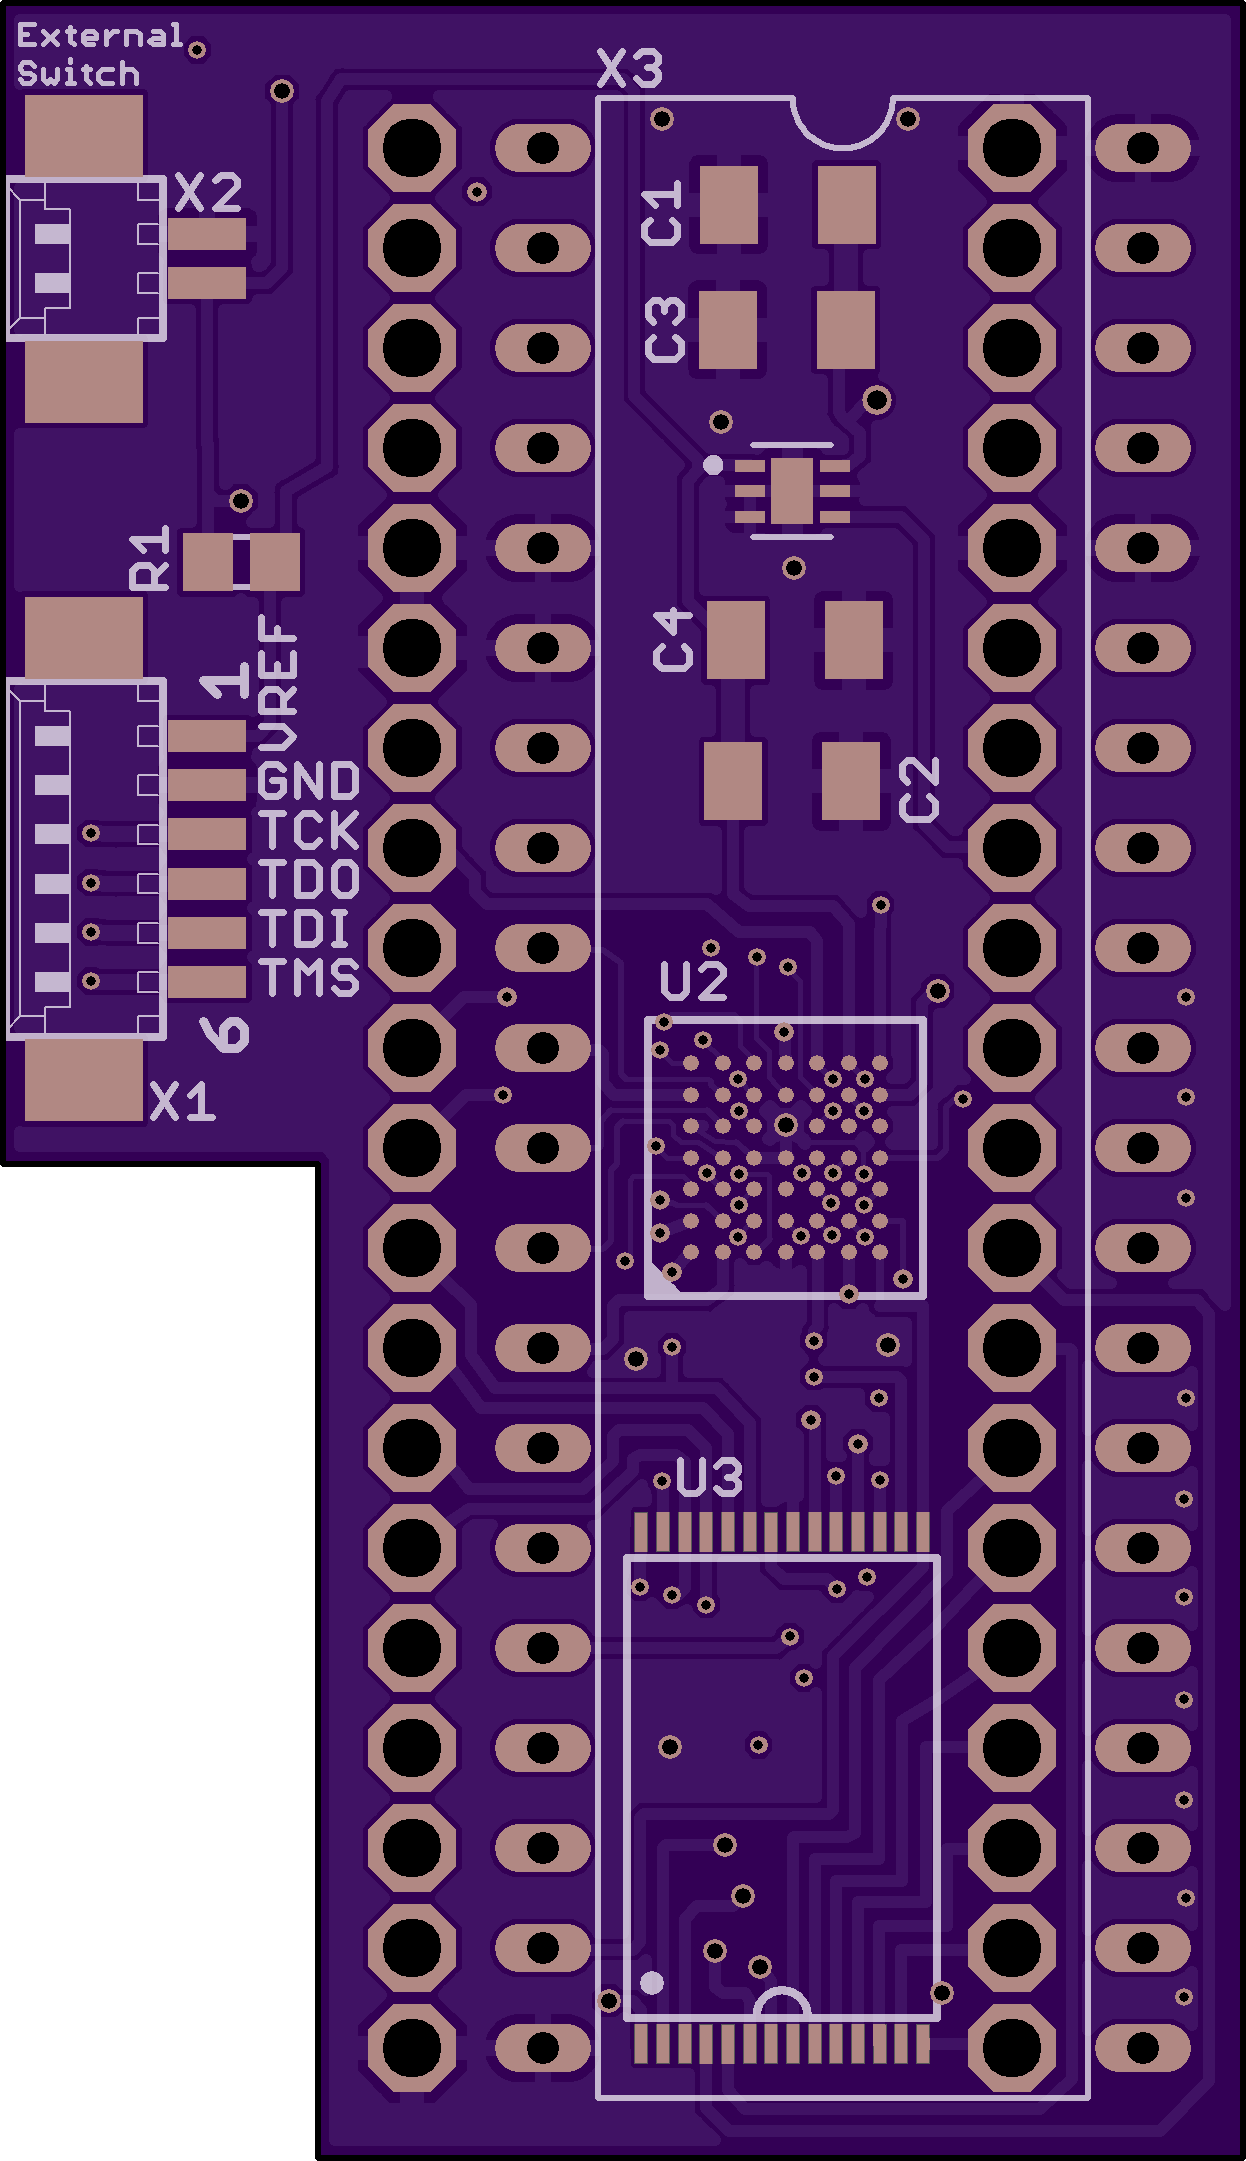 External
Switch
X3
X2
C1
C3
R1
C4
1
VREF
GND
TCK
TDO
TDI
TMS
6
X1
C2
U2
U3